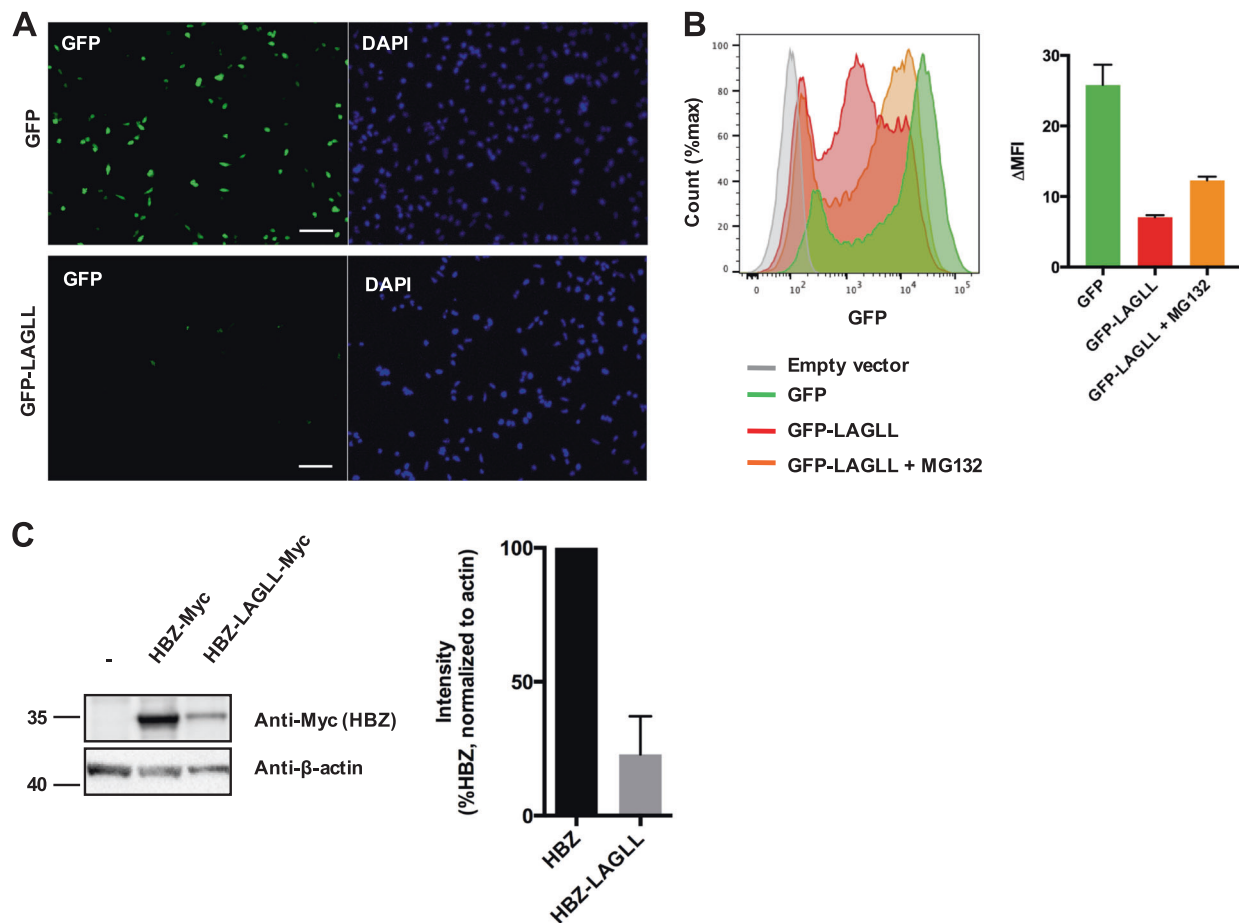 A
GFP
DAPI
GFP
GFP
DAPI
GFP-LAGLL
B
Count (%max)
100
80
60
40
20
0
0
10²
10³
10⁴
10⁵
GFP
Empty vector
GFP
GFP-LAGLL
GFP-LAGLL + MG132
ΔMFI
30
20
10
0
GFP
GFP-LAGLL
GFP-LAGLL + MG132
C
-
HBZ-Myc
HBZ-LAGLL-Myc
35
Anti-Myc (HBZ)
Anti-β-actin
40
Intensity
(%HBZ, normalized to actin)
100
50
0
HBZ
HBZ-LAGLL